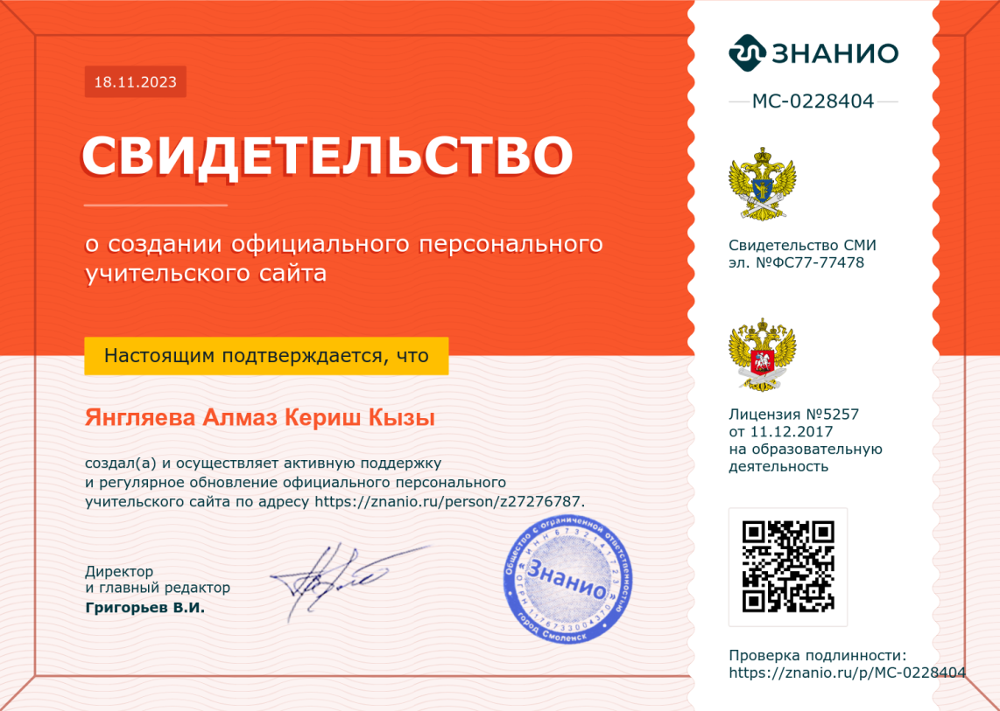 18.11.2023
СВИДЕТЕЛЬСТВО
о создании официального персонального
учительского сайта
Настоящим подтверждается, что
Янгляева Алмаз Кериш Кызы
создал(а) и осуществляет активную поддержку
и регулярное обновление официального персонального
учительского сайта по адресу https://znanio.ru/person/z27276787.
Директор
и главный редактор
Григорьев В.И.
Общество с ограниченной ответственностью
ИНН 6732141723
Знанио
ОГРН 1176733004370
город Смоленск
ЗНАНИО
МС-0228404
Свидетельство СМИ
эл. №ФС77-77478
Лицензия №5257
от 11.12.2017
на образовательную
деятельность
Проверка подлинности:
https://znanio.ru/p/МС-0228404